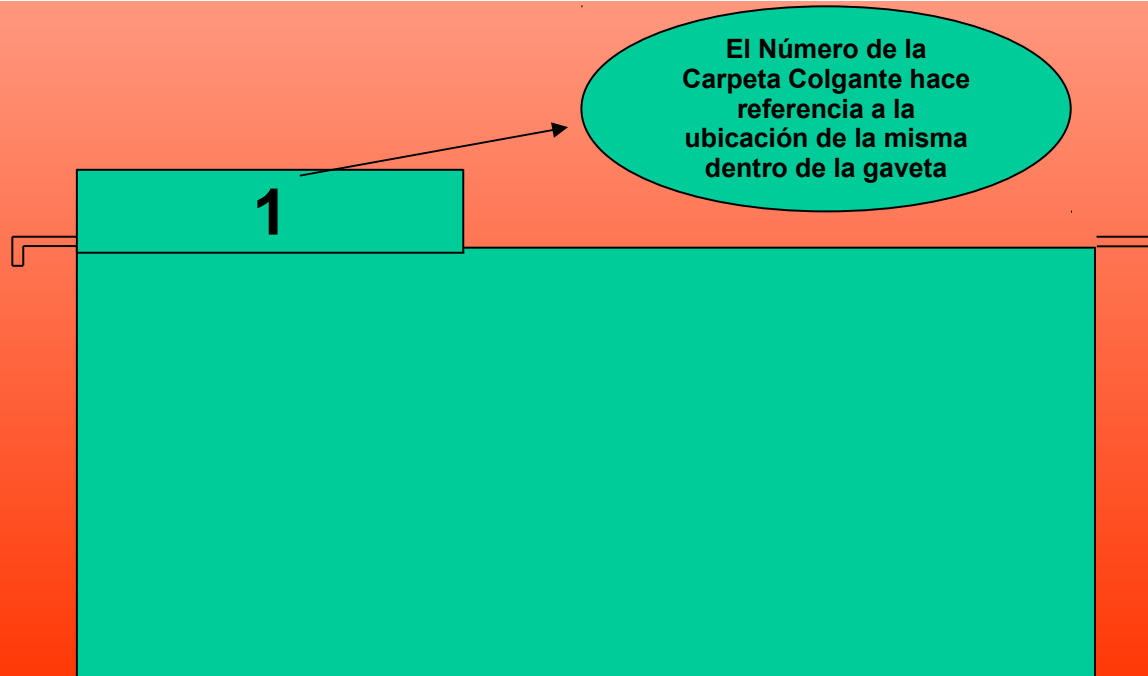 El Número de la
Carpeta Colgante hace
referencia a la
ubicación de la misma
dentro de la gaveta
1